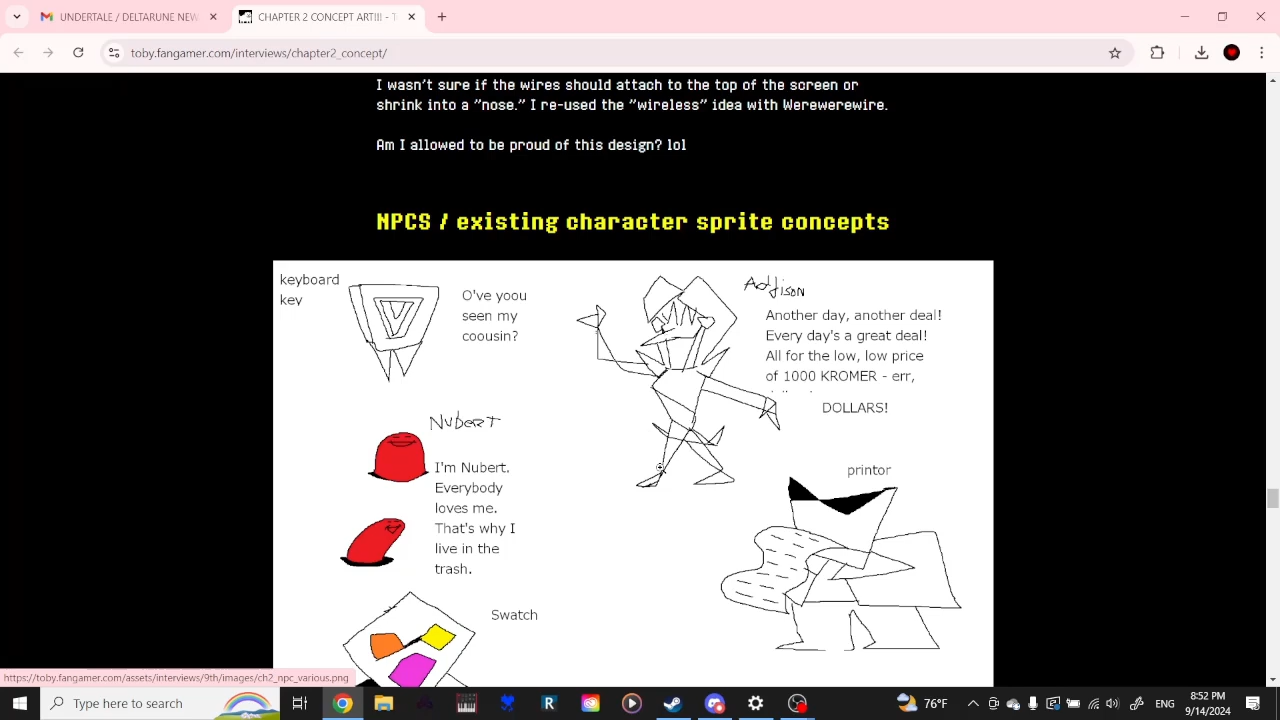 UNDERTALE / DELTARUNE NEW
CHAPTER 2 CONCEPT ART!!! - T
toby.fangamer.com/interviews/chapter2_concept/
I wasn't sure if the wires should attach to the top of the screen or
shrink into a "nose." I re-used the "wireless" idea with Werewerewire.
Am I allowed to be proud of this design? lol
NPCS / existing character sprite concepts
keyboard
key
O've yoou
seen my
coousin?
Addison
Another day, another deal!
Every day's a great deal!
All for the low, low price
of 1000 KROMER - err,
DOLLARS!
Nubert
I'm Nubert.
Everybody
loves me.
That's why I
live in the
trash.
printor
Swatch
https://toby.fangamer.com/assets/interviews/9th/images/ch2_npc_various.png
Type here to search
76°F
ENG
8:52 PM
9/14/2024